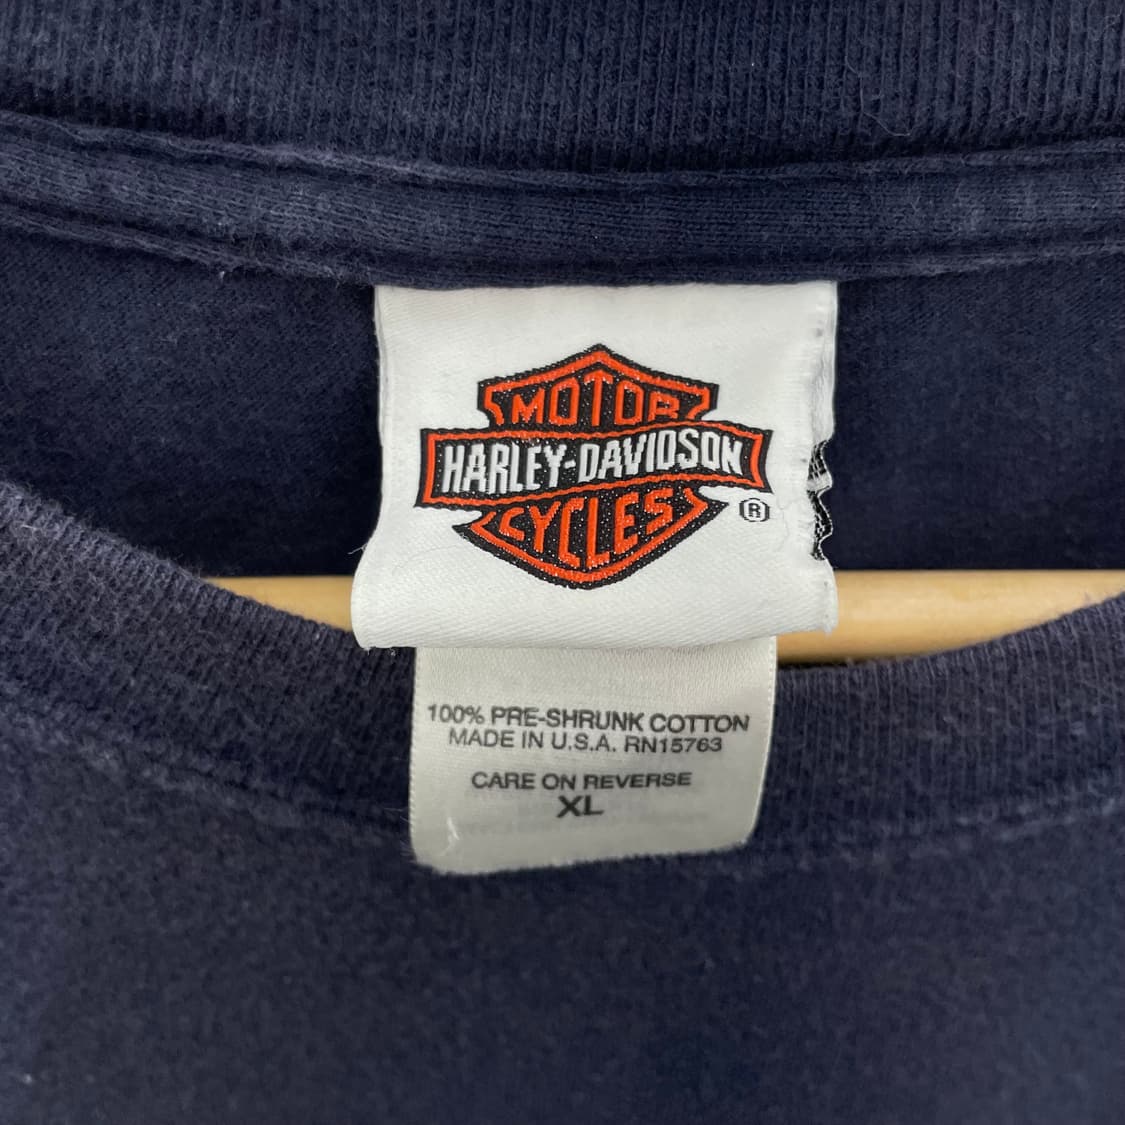 MOTOR
HARLEY-DAVIDSON
CYCLES
®
100% PRE-SHRUNK COTTON
MADE IN U.S.A. RN15763
CARE ON REVERSE
XL